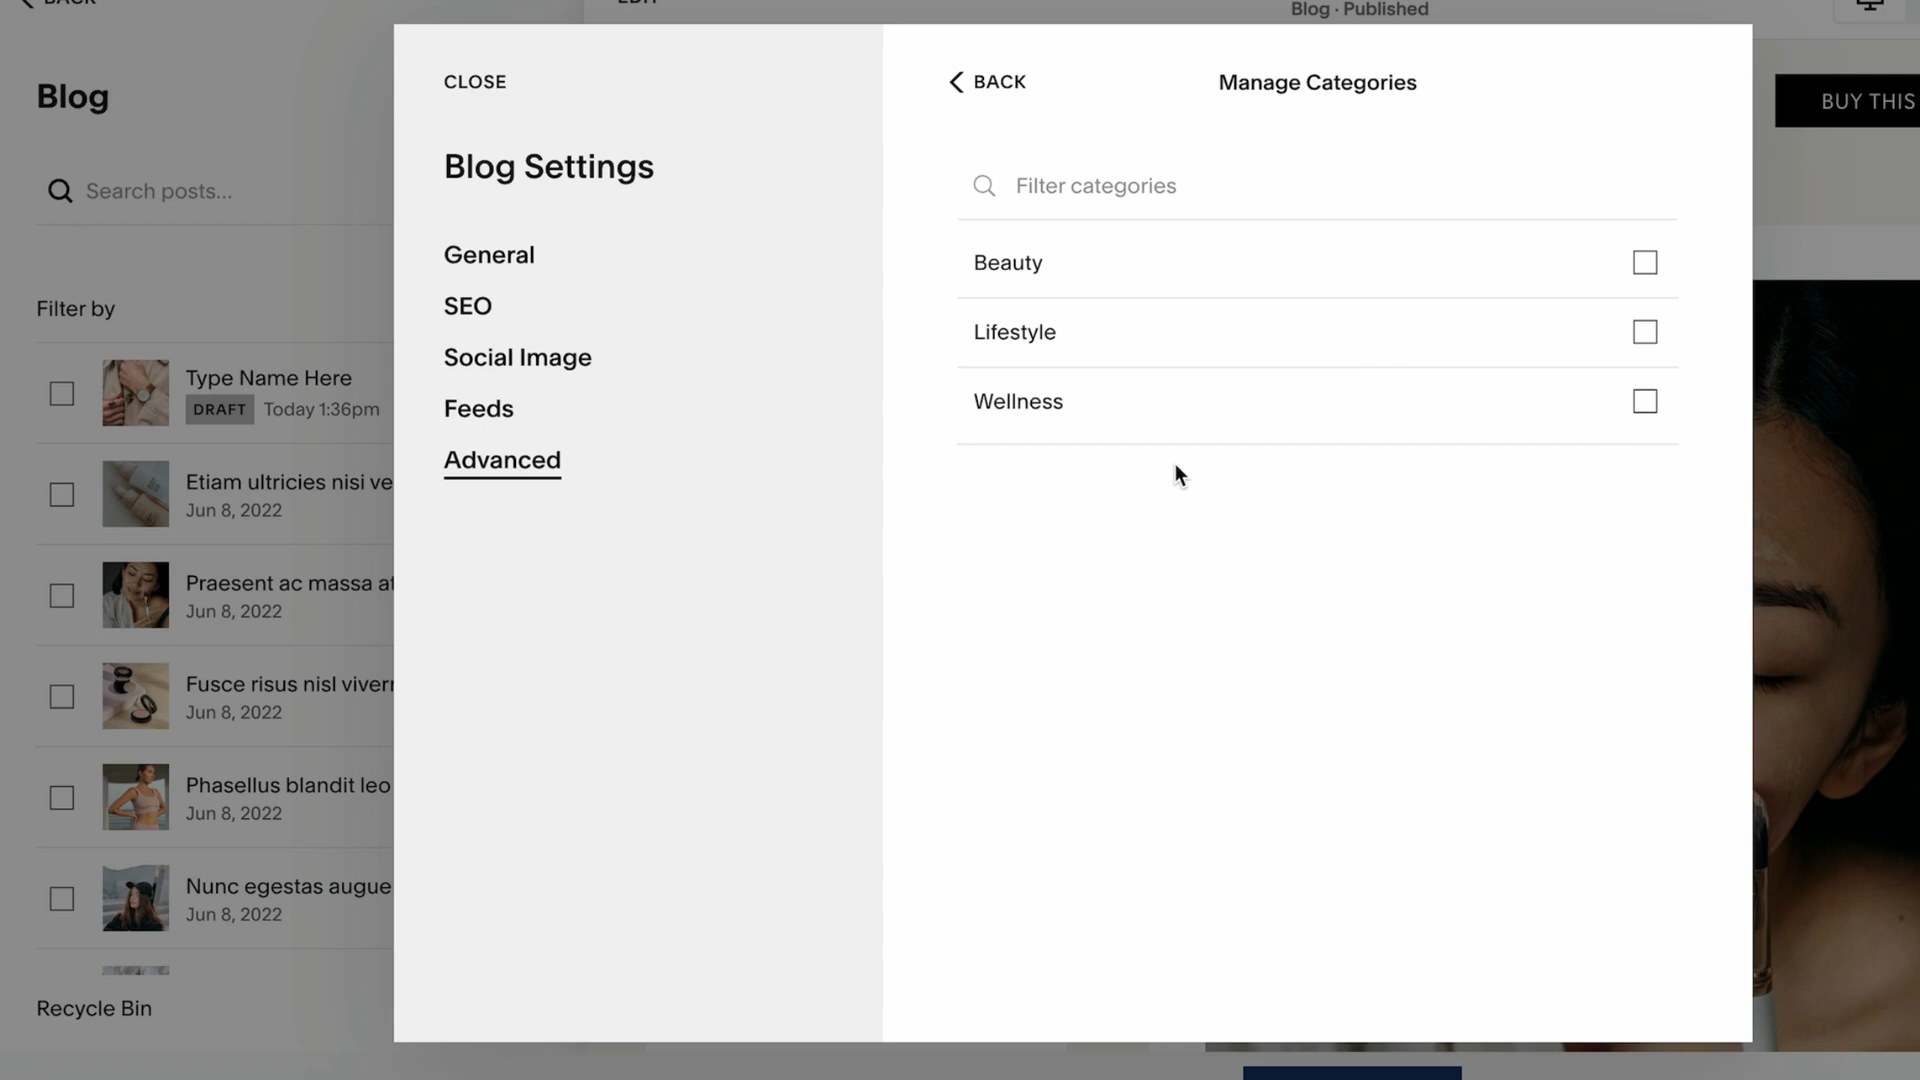 BACK
Blog · Published
Blog
BUY THIS
Search posts...
Filter by
Type Name Here
DRAFT Today 1:36pm
Etiam ultricies nisi ve
Jun 8, 2022
Praesent ac massa at
Jun 8, 2022
Fusce risus nisl viverr
Jun 8, 2022
Phasellus blandit leo
Jun 8, 2022
Nunc egestas augue
Jun 8, 2022
Recycle Bin
CLOSE
Blog Settings
General
SEO
Social Image
Feeds
Advanced
BACK
Manage Categories
Filter categories
Beauty
Lifestyle
Wellness